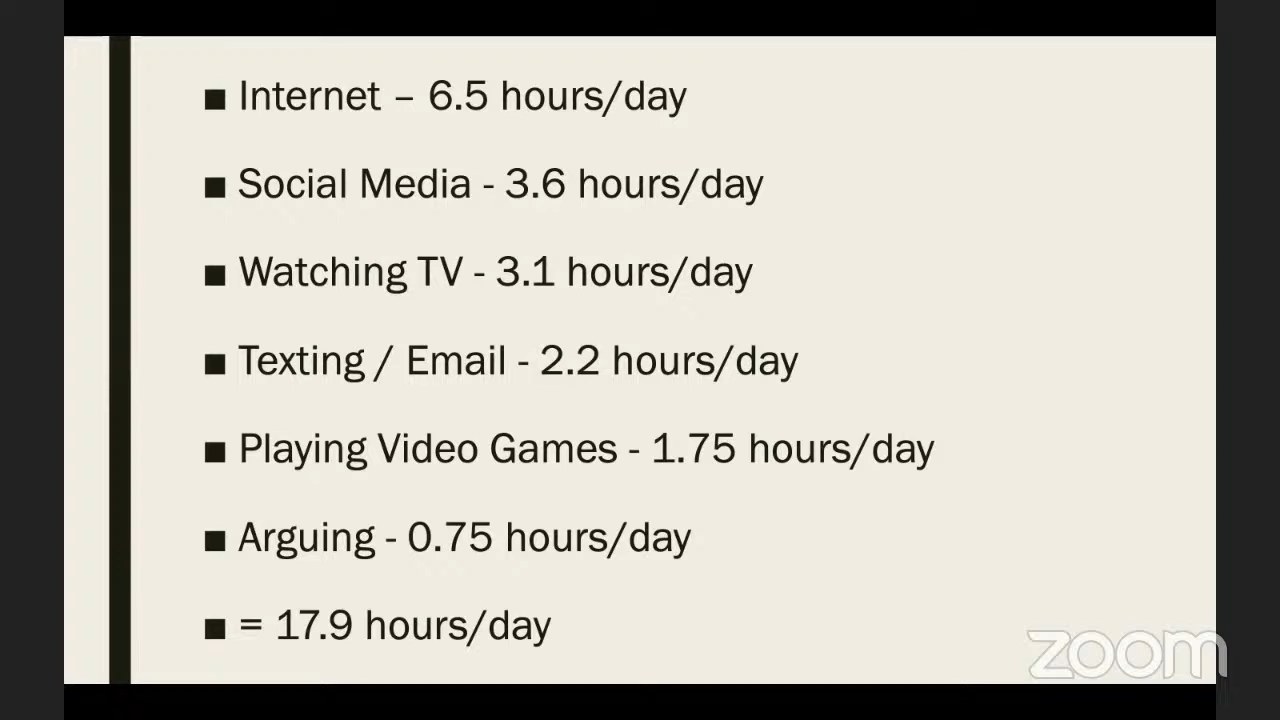 ■ Internet – 6.5 hours/day
■ Social Media - 3.6 hours/day
■ Watching TV - 3.1 hours/day
■ Texting / Email - 2.2 hours/day
■ Playing Video Games - 1.75 hours/day
■ Arguing - 0.75 hours/day
■ = 17.9 hours/day
zoom